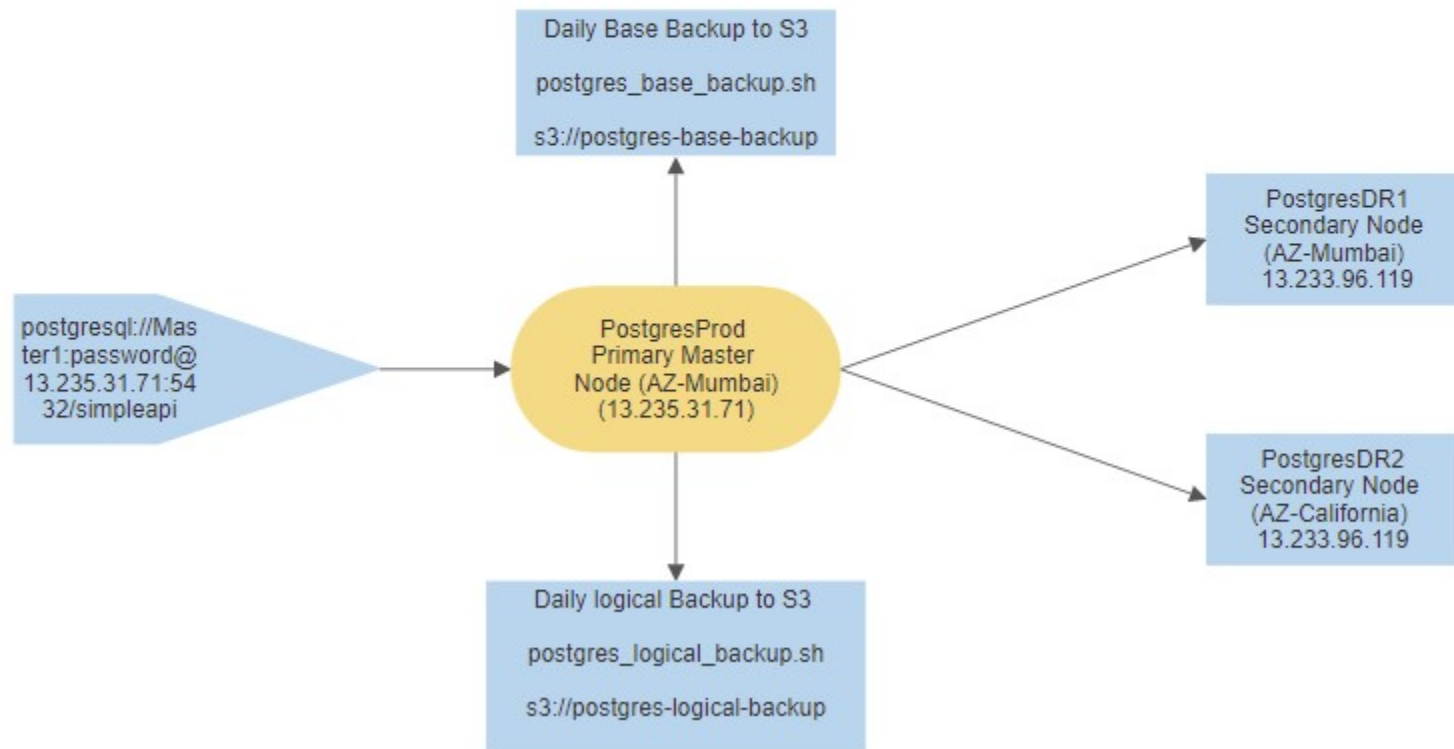 Daily Base Backup to S3
postgres_base_backup.sh
s3://postgres-base-backup
PostgresDR1
Secondary Node
(AZ-Mumbai)
13.233.96.119
postgresql://Mas
ter1:password@
13.235.31.71:54
32/simpleapi
PostgresProd
Primary Master
Node (AZ-Mumbai)
(13.235.31.71)
PostgresDR2
Secondary Node
(AZ-California)
13.233.96.119
Daily logical Backup to S3
postgres_logical_backup.sh
s3://postgres-logical-backup